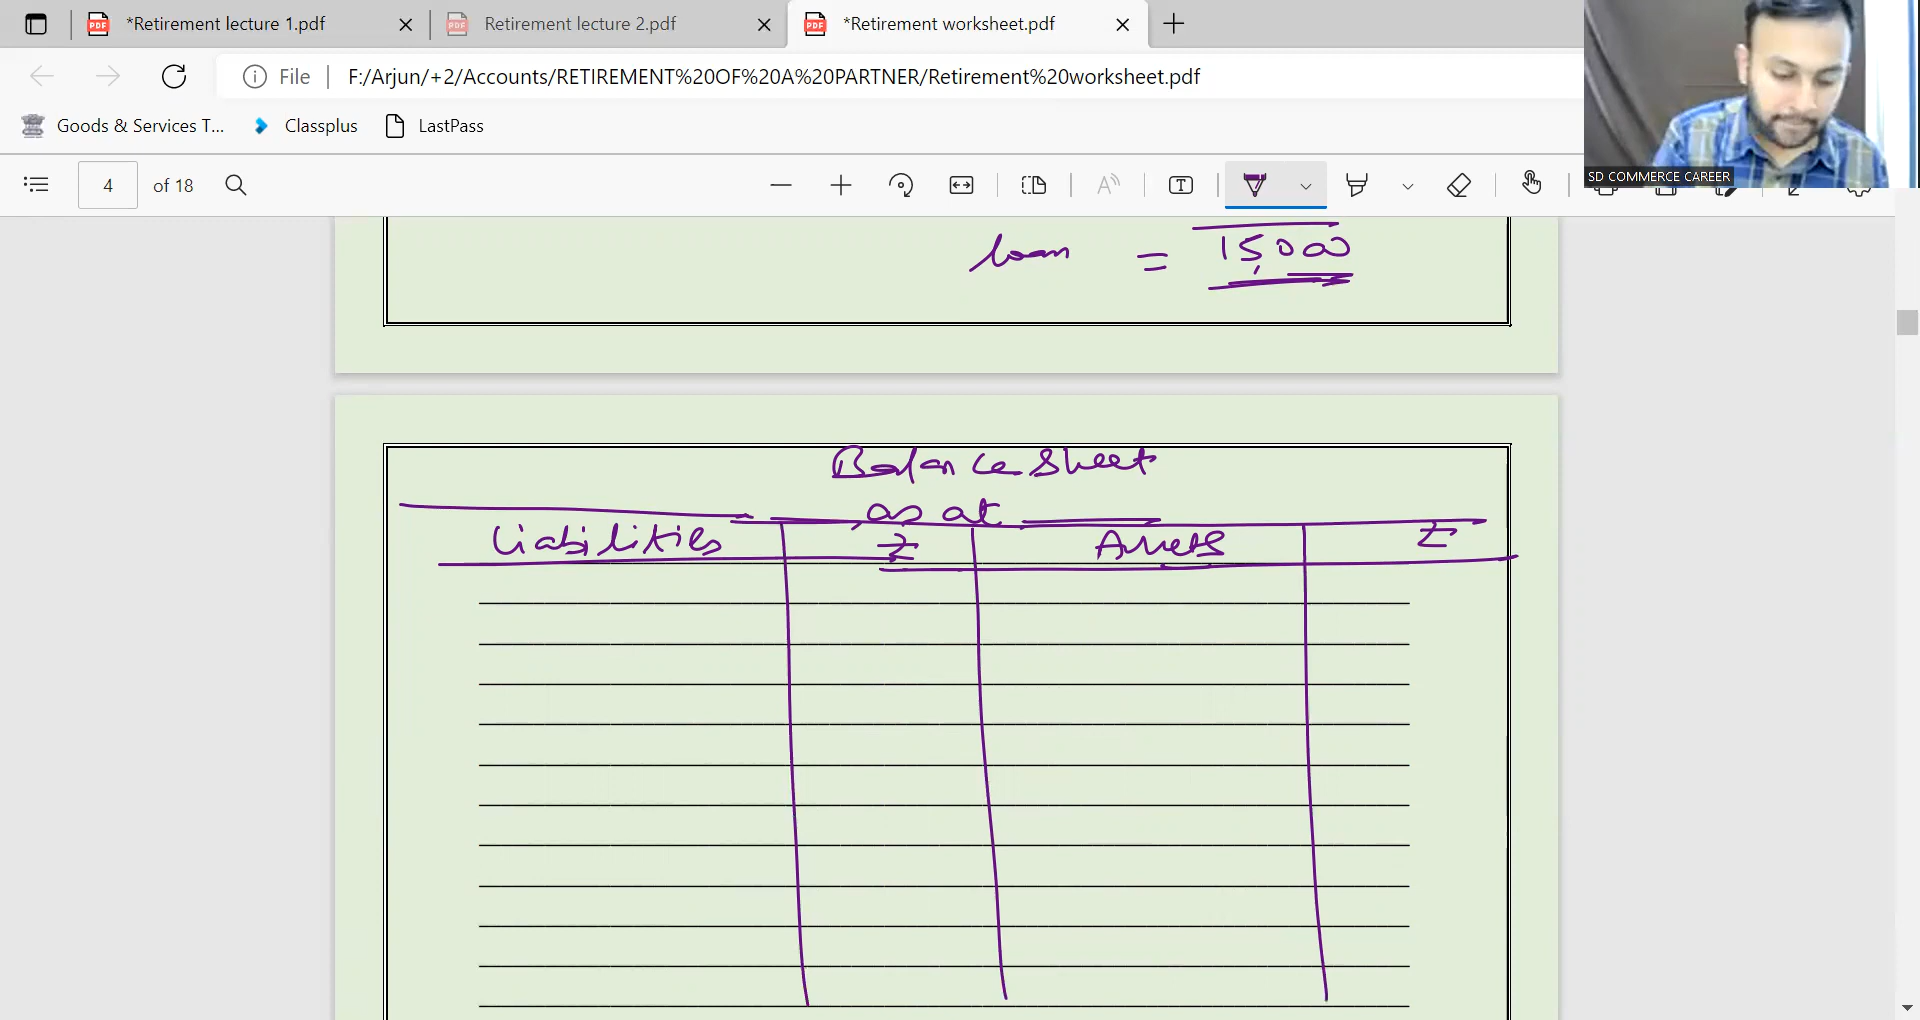 *Retirement lecture 1.pdf
Retirement lecture 2.pdf
*Retirement worksheet.pdf
File
F:/Arjun/+2/Accounts/RETIREMENT%20OF%20A%20PARTNER/Retirement%20worksheet.pdf
Goods & Services T...
Classplus
LastPass
4 of 18
SD COMMERCE CAREER
loan = 15,000
Balance Sheet
as at
Liabilities ₹ Assets ₹